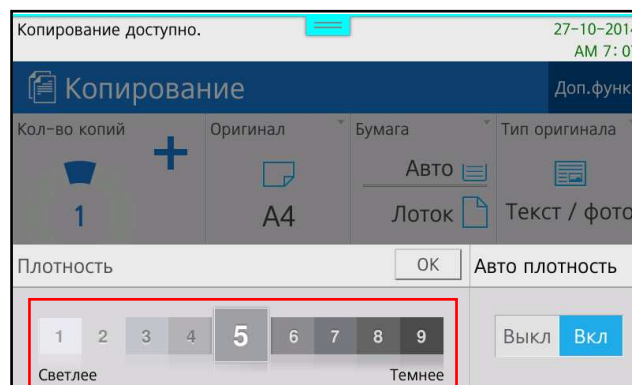 Копирование доступно. 27-10-2014
AM 7: 0
Копирование Доп.функ
Кол-во копий Оригинал Бумага Тип оригинала
Авто
1 A4 Лоток Текст / фото
Плотность OK Авто плотность
1 2 3 4 5 6 7 8 9 Выкл Вкл
Светлее Темнее